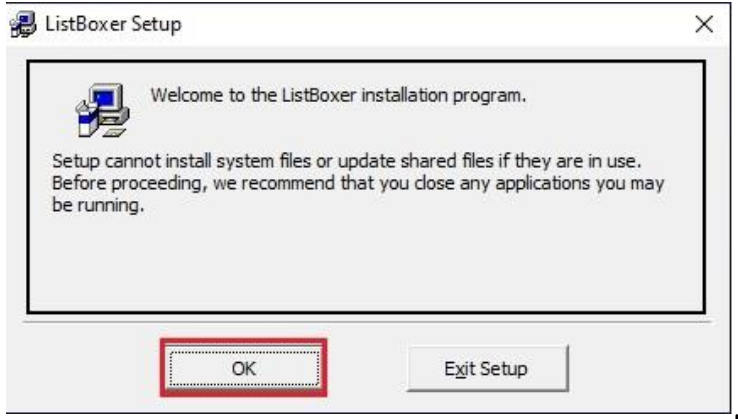 ListBoxer Setup
Welcome to the ListBoxer installation program.
Setup cannot install system files or update shared files if they are in use.
Before proceeding, we recommend that you close any applications you may
be running.
OK
Exit Setup